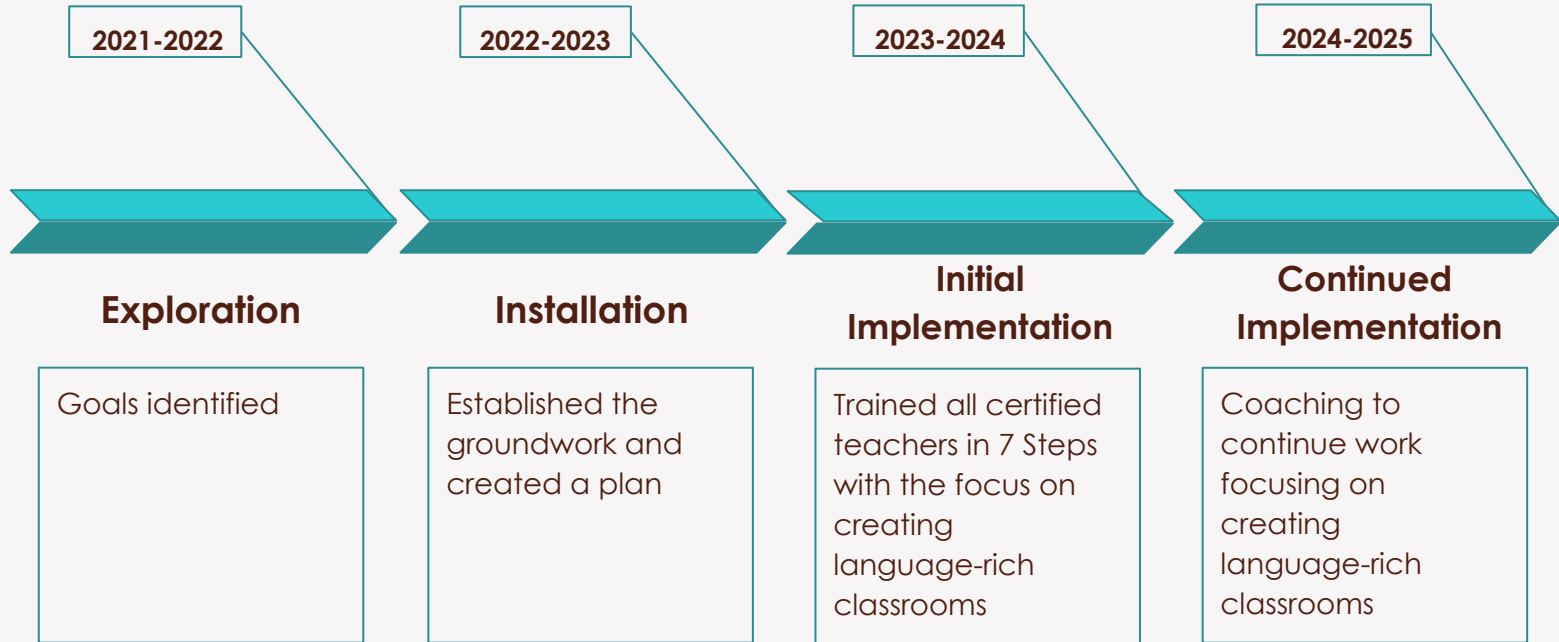 2021-2022
2022-2023
2023-2024
2024-2025
Exploration
Installation
Initial
Implementation
Continued
Implementation
Goals identified
Established the
groundwork and
created a plan
Trained all certified
teachers in 7 Steps
with the focus on
creating
language-rich
classrooms
Coaching to
continue work
focusing on
creating
language-rich
classrooms